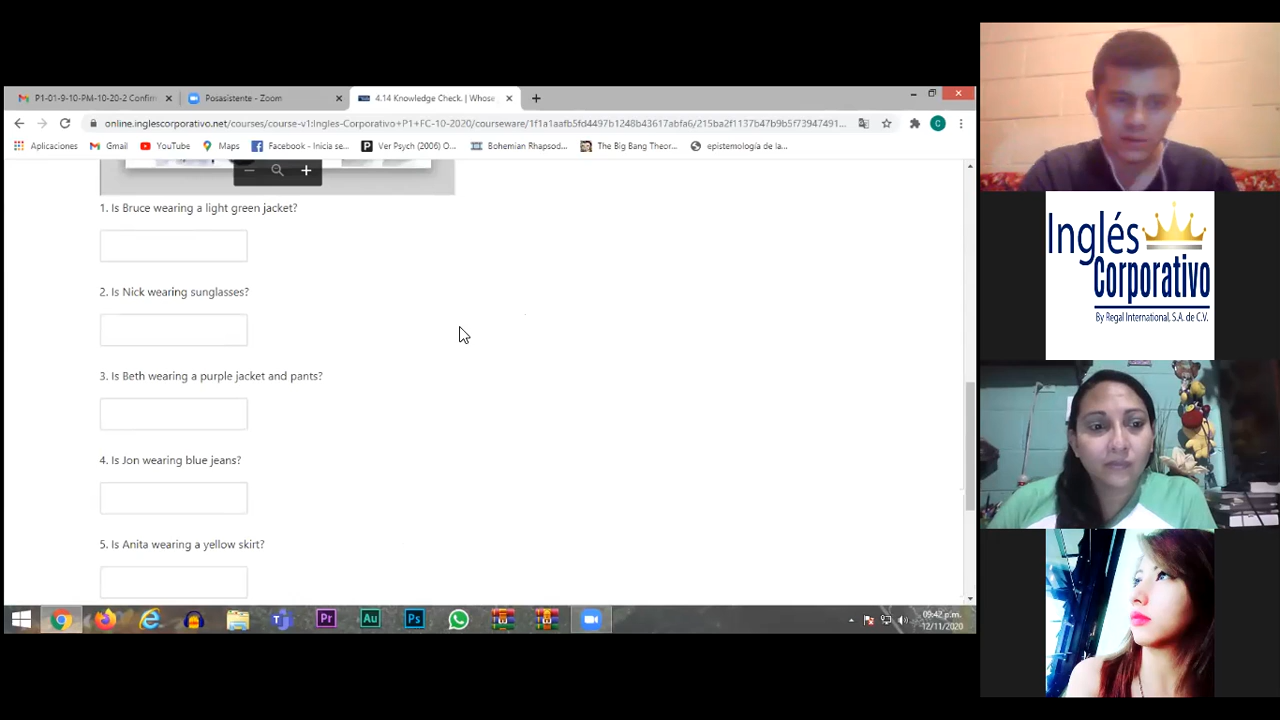 P1-01-9-10-PM-10-20-2 Confirm
Posasistente - Zoom
4.14 Knowledge Check. | Whose
online.inglescorporativo.net/courses/course-v1:Ingles-Corporativo+P1+FC-10-2020/courseware/1f1a1aafb5fd4497b1248b43617abfa6/215ba2f1137b47b9b5f73947491...
Aplicaciones
Gmail
YouTube
Maps
Facebook - Inicia se...
Ver Psych (2006) O...
Bohemian Rhapsod...
The Big Bang Theor...
epistemología de la...
1. Is Bruce wearing a light green jacket?
2. Is Nick wearing sunglasses?
3. Is Beth wearing a purple jacket and pants?
4. Is Jon wearing blue jeans?
5. Is Anita wearing a yellow skirt?
09:42 p.m.
12/11/2020
Inglés
Corporativo
By Regal International, S.A. de C.V.